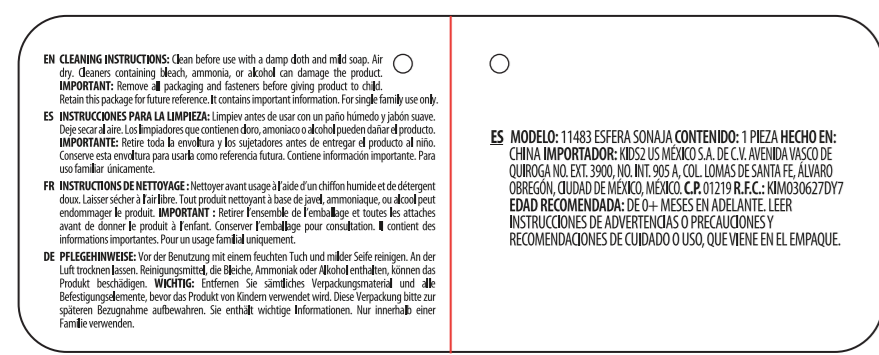 EN CLEANING INSTRUCTIONS: Clean before use with a damp cloth and mild soap. Air
dry. Cleaners containing bleach, ammonia, or alcohol can damage the product.
IMPORTANT: Remove all packaging and fasteners before giving product to child.
Retain this package for future reference. It contains important information. For single family use only.
ES INSTRUCCIONES PARA LA LIMPIEZA: Limpiev antes de usar con un paño húmedo y jabón suave.
Deje secar al aire. Los limpiadores que contienen cloro, amoniaco o alcohol pueden dañar el producto.
IMPORTANTE: Retire toda la envoltura y los sujetadores antes de entregar el producto al niño.
Conserve esta envoltura para usarla como referencia futura. Contiene información importante. Para
uso familiar únicamente.
FR INSTRUCTIONS DE NETTOYAGE : Nettoyer avant usage à l'aide d'un chiffon humide et de détergent
doux. Laisser sécher à l'air libre. Tout produit nettoyant à base de javel, ammoniaque, ou alcool peut
endommager le produit. IMPORTANT : Retirer l'ensemble de l'emballage et toutes les attaches
avant de donner le produit à l'enfant. Conserver l'emballage pour consultation. Il contient des
informations importantes. Pour un usage familial uniquement.
DE PFLEGEHINWEISE: Vor der Benutzung mit einem feuchten Tuch und milder Seife reinigen. An der
Luft trocknen lassen. Reinigungsmittel, die Bleiche, Ammoniak oder Alkohol enthalten, können das
Produkt beschädigen. WICHTIG: Entfernen Sie sämtliches Verpackungsmaterial und alle
Befestigungselemente, bevor das Produkt von Kindern verwendet wird. Diese Verpackung bitte zur
späteren Bezugnahme aufbewahren. Sie enthält wichtige Informationen. Nur innerhalb einer
Familie verwenden.
ES MODELO: 11483 ESFERA SONAJA CONTENIDO: 1 PIEZA HECHO EN:
CHINA IMPORTADOR: KIDS2 US MÉXICO S.A. DE C.V. AVENIDA VASCO DE
QUIROGA NO. EXT. 3900, NO. INT. 905 A, COL. LOMAS DE SANTA FE, ÁLVARO
OBREGÓN, CIUDAD DE MÉXICO, MÉXICO. C.P. 01219 R.F.C.: KIM030627DY7
EDAD RECOMENDADA: DE 0+ MESES EN ADELANTE. LEER
INSTRUCCIONES DE ADVERTENCIAS O PRECAUCIONES Y
RECOMENDACIONES DE CUIDADO O USO, QUE VIENE EN EL EMPAQUE.